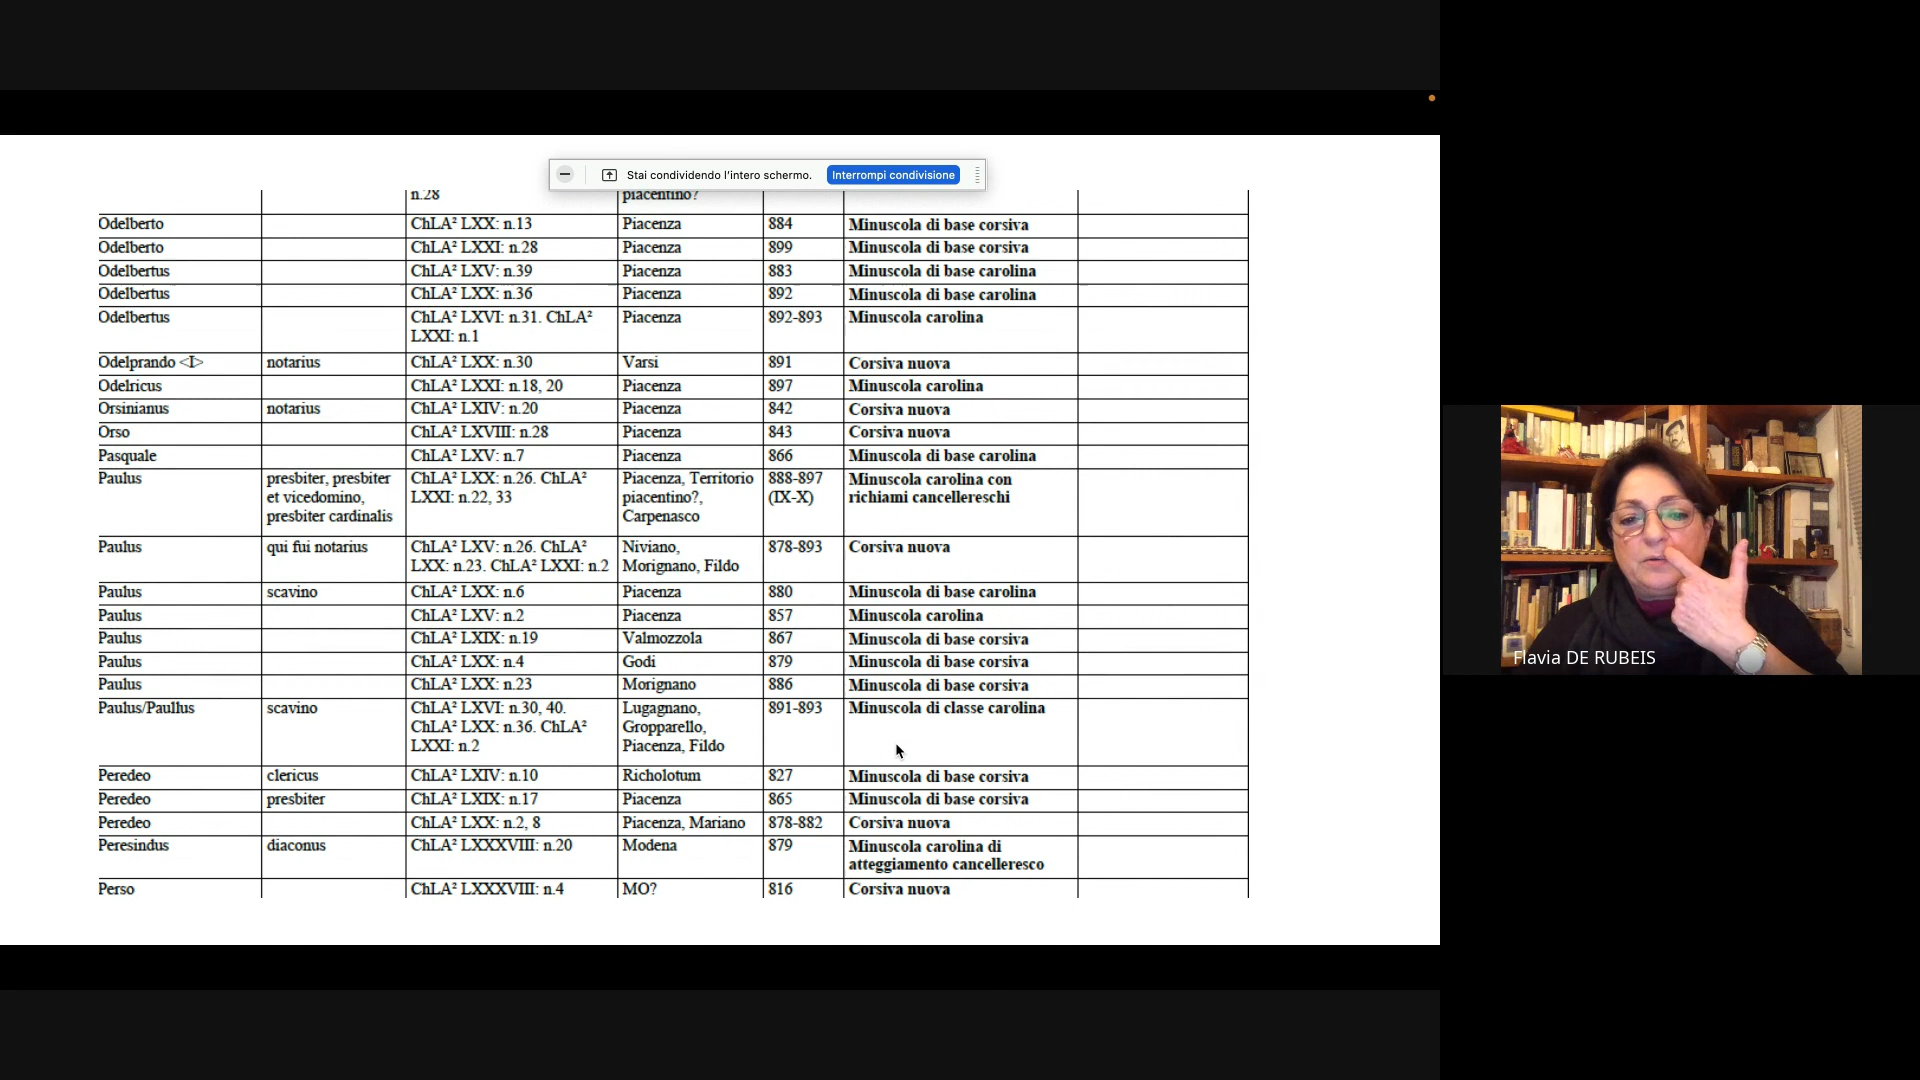 Stai condividendo l'intero schermo. Interrompi condivisione
n.28 piacentino?
Odelberto ChLA² LXX: n.13 Piacenza 884 Minuscola di base corsiva
Odelberto ChLA² LXXI: n.28 Piacenza 899 Minuscola di base corsiva
Odelbertus ChLA² LXV: n.39 Piacenza 883 Minuscola di base carolina
Odelbertus ChLA² LXX: n.36 Piacenza 892 Minuscola di base carolina
Odelbertus ChLA² LXVI: n.31. ChLA² Piacenza 892-893 Minuscola carolina
LXXI: n.1
Odelprando <I> notarius ChLA² LXX: n.30 Varsi 891 Corsiva nuova
Odelricus ChLA² LXXI: n.18, 20 Piacenza 897 Minuscola carolina
Orsinianus notarius ChLA² LXIV: n.20 Piacenza 842 Corsiva nuova
Orso ChLA² LXVIII: n.28 Piacenza 843 Corsiva nuova
Pasquale ChLA² LXV: n.7 Piacenza 866 Minuscola di base carolina
Paulus presbiter, presbiter ChLA² LXX: n.26. ChLA² Piacenza, Territorio 888-897 Minuscola carolina con
et vicedomino, LXXI: n.22, 33 piacentino?, (IX-X) richiami cancellereschi
presbiter cardinalis Carpenasco
Paulus qui fui notarius ChLA² LXV: n.26. ChLA² Niviano, 878-893 Corsiva nuova
LXX: n.23. ChLA² LXXI: n.2 Morignano, Fildo
Paulus scavino ChLA² LXX: n.6 Piacenza 880 Minuscola di base carolina
Paulus ChLA² LXV: n.2 Piacenza 857 Minuscola carolina
Paulus ChLA² LXIX: n.19 Valmozzola 867 Minuscola di base corsiva
Paulus ChLA² LXX: n.4 Godi 879 Minuscola di base corsiva
Paulus ChLA² LXX: n.23 Morignano 886 Minuscola di base corsiva
Paulus/Paullus scavino ChLA² LXVI: n.30, 40. Lugagnano, 891-893 Minuscola di classe carolina
ChLA² LXX: n.36. ChLA² Gropparello,
LXXI: n.2 Piacenza, Fildo
Peredeo clericus ChLA² LXIV: n.10 Richolotum 827 Minuscola di base corsiva
Peredeo presbiter ChLA² LXIX: n.17 Piacenza 865 Minuscola di base corsiva
Peredeo ChLA² LXX: n.2, 8 Piacenza, Mariano 878-882 Corsiva nuova
Peresindus diaconus ChLA² LXXXVIII: n.20 Modena 879 Minuscola carolina di
atteggiamento cancelleresco
Perso ChLA² LXXXVIII: n.4 MO? 816 Corsiva nuova
Flavia DE RUBEIS